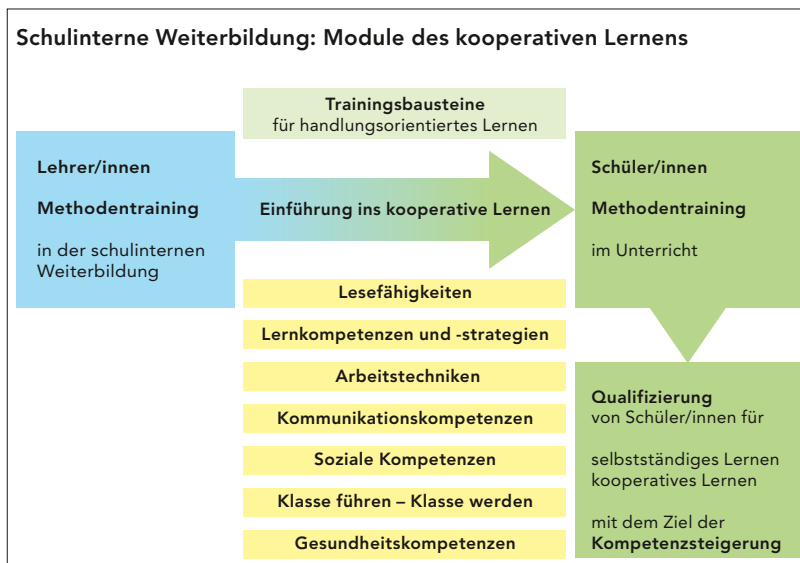 Schulinterne Weiterbildung: Module des kooperativen Lernens
Trainingsbausteine
für handlungsorientiertes Lernen
Lehrer/innen
Methodentraining
in der schulinternen
Weiterbildung
Einführung ins kooperative Lernen
Schüler/innen
Methodentraining
im Unterricht
Lesefähigkeiten
Lernkompetenzen und -strategien
Arbeitstechniken
Kommunikationskompetenzen
Soziale Kompetenzen
Klasse führen – Klasse werden
Gesundheitskompetenzen
Qualifizierung
von Schüler/innen für
selbstständiges Lernen
kooperatives Lernen
mit dem Ziel der
Kompetenzsteigerung